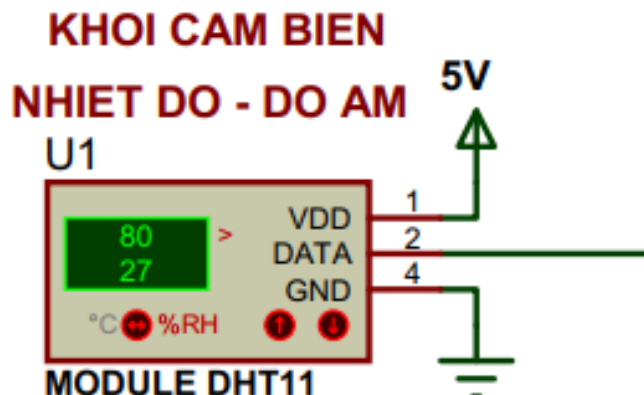 KHOI CAM BIEN
NHIET DO - DO AM
5V
U1
80
27
>
VDD
DATA
GND
1
2
4
°C %RH
MODULE DHT11